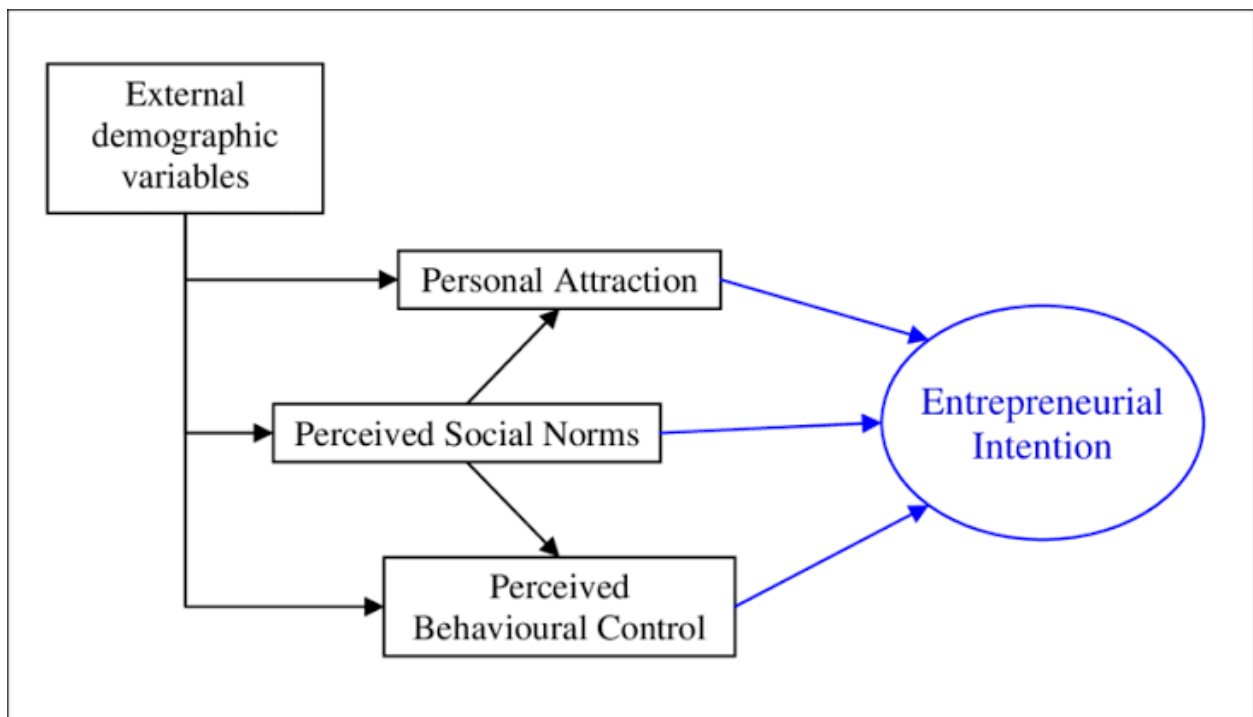 External
demographic
variables
Personal Attraction
Perceived Social Norms
Entrepreneurial
Intention
Perceived
Behavioural Control